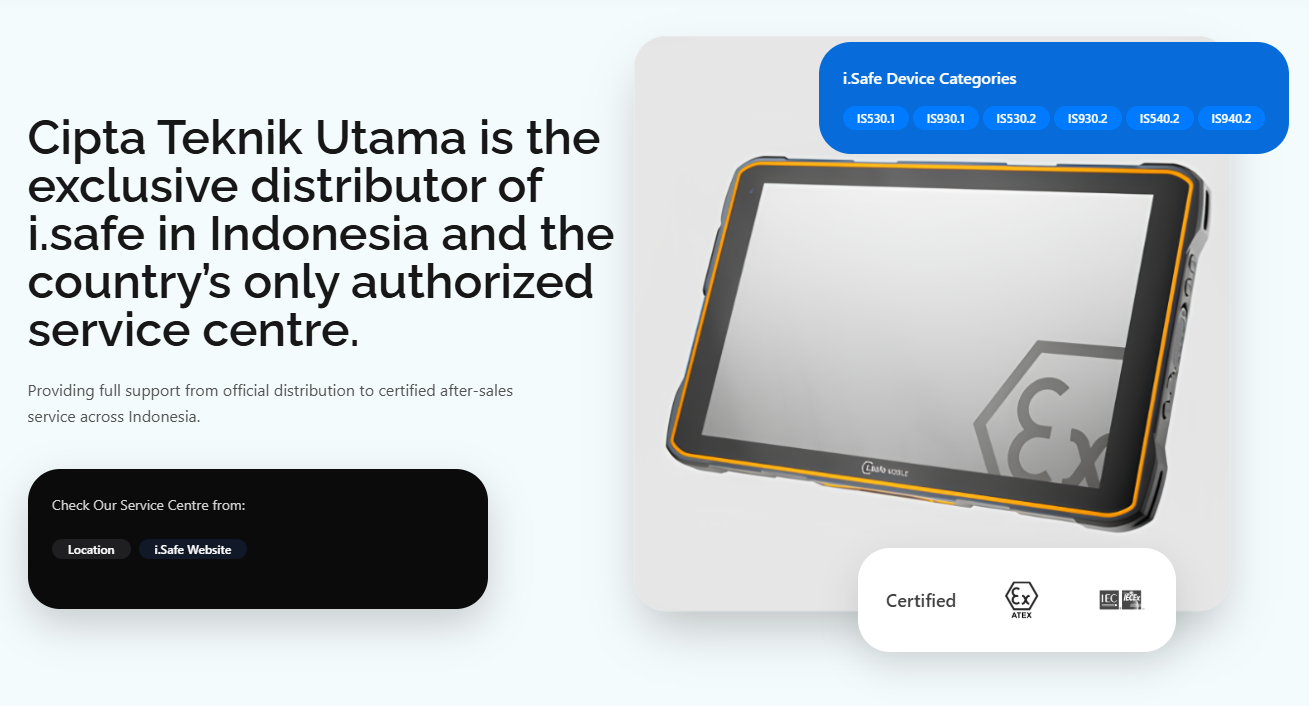 Cipta Teknik Utama is the
exclusive distributor of
i.safe in Indonesia and the
country’s only authorized
service centre.
Providing full support from official distribution to certified after-sales
service across Indonesia.
Check Our Service Centre from:
Location
i.Safe Website
i.Safe Device Categories
IS530.1 IS930.1 IS530.2 IS930.2 IS540.2 IS940.2
Ex
i.safe MOBILE
Certified
Ex
ATEX
IEC IECEx